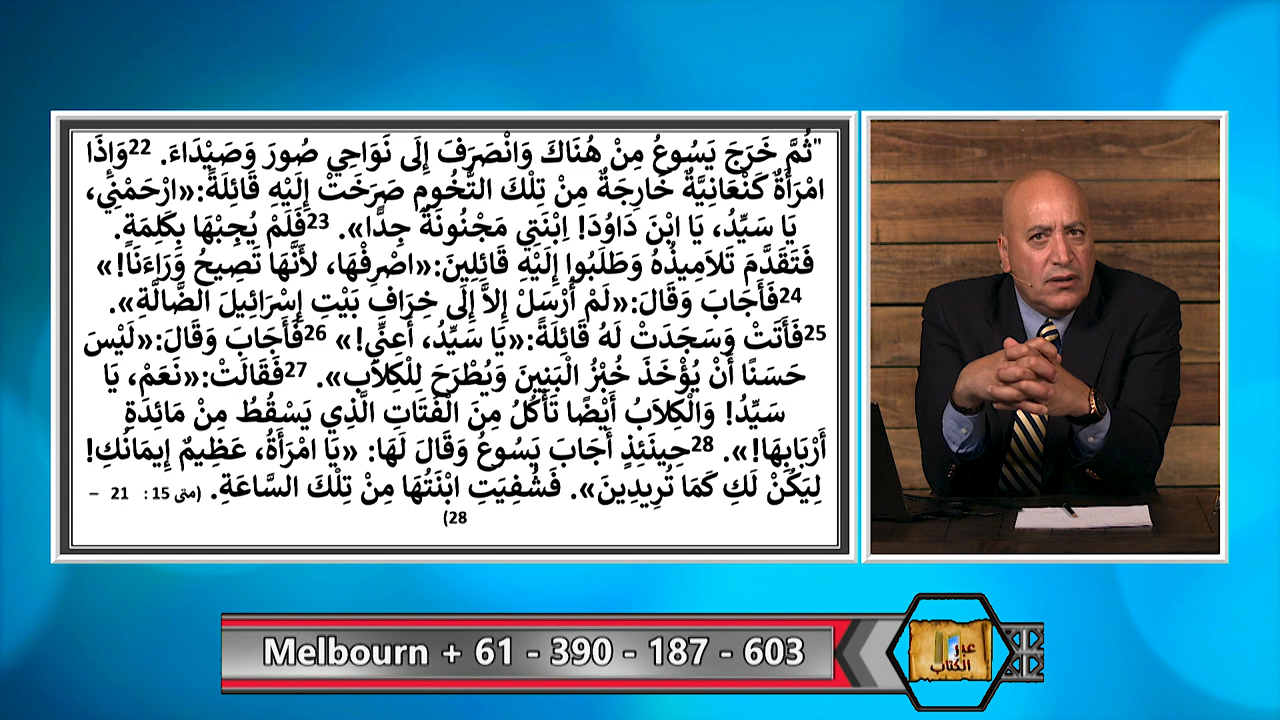 "ثُمَّ خَرَجَ يَسُوعُ مِنْ هُنَاكَ وَانْصَرَفَ إِلَى نَوَاحِي صُورَ وَصَيْدَاءَ. 22وَإِذَا
امْرَأَةٌ كَنْعَانِيَّةٌ خَارِجَةٌ مِنْ تِلْكَ التُّخُومِ صَرَخَتْ إِلَيْهِ قَائِلَةً:«ارْحَمْنِي،
يَا سَيِّدُ، يَا ابْنَ دَاوُدَ! اِبْنَتِي مَجْنُونَةٌ جِدًّا». 23فَلَمْ يُجِبْهَا بِكَلِمَةٍ.
فَتَقَدَّمَ تَلاَمِيذُهُ وَطَلَبُوا إِلَيْهِ قَائِلِينَ:«اصْرِفْهَا، لأَنَّهَا تَصِيحُ وَرَاءَنَا!»
24فَأَجَابَ وَقَالَ:«لَمْ أُرْسَلْ إِلاَّ إِلَى خِرَافِ بَيْتِ إِسْرَائِيلَ الضَّالَّةِ».
25فَأَتَتْ وَسَجَدَتْ لَهُ قَائِلَةً:«يَا سَيِّدُ، أَعِنِّي!» 26فَأَجَابَ وَقَالَ:«لَيْسَ
حَسَنًا أَنْ يُؤْخَذَ خُبْزُ الْبَنِينَ وَيُطْرَحَ لِلْكِلاَب». 27فَقَالَتْ:«نَعَمْ، يَا
سَيِّدُ! وَالْكِلاَبُ أَيْضًا تَأْكُلُ مِنَ الْفُتَاتِ الَّذِي يَسْقُطُ مِنْ مَائِدَةِ
أَرْبَابِهَا!». 28حِينَئِذٍ أَجَابَ يَسُوعُ وَقَالَ لَهَا: «يَا امْرَأَةُ، عَظِيمٌ إِيمَانُكِ!
لِيَكُنْ لَكِ كَمَا تُرِيدِينَ». فَشُفِيَتِ ابْنَتُهَا مِنْ تِلْكَ السَّاعَةِ. (متى 15 : 21 –
28)
Melbourn + 61 - 390 - 187 - 603
عبر
الكتاب